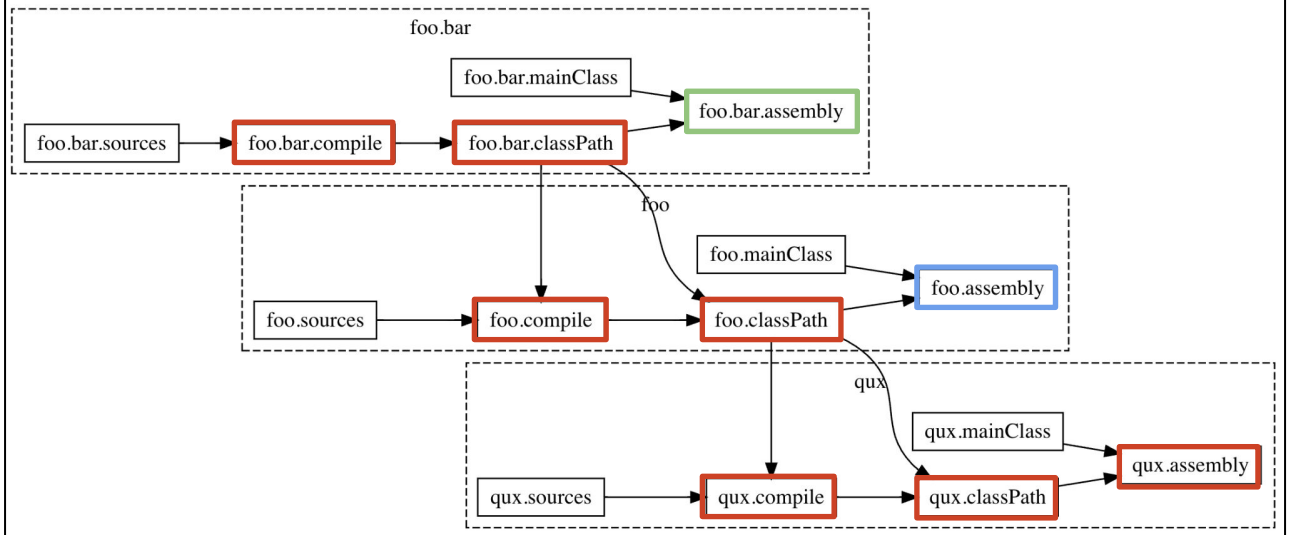 foo.bar
foo.bar.mainClass
foo.bar.assembly
foo.bar.sources
foo.bar.compile
foo.bar.classPath
foo
foo.mainClass
foo.assembly
foo.sources
foo.compile
foo.classPath
qux
qux.mainClass
qux.assembly
qux.sources
qux.compile
qux.classPath